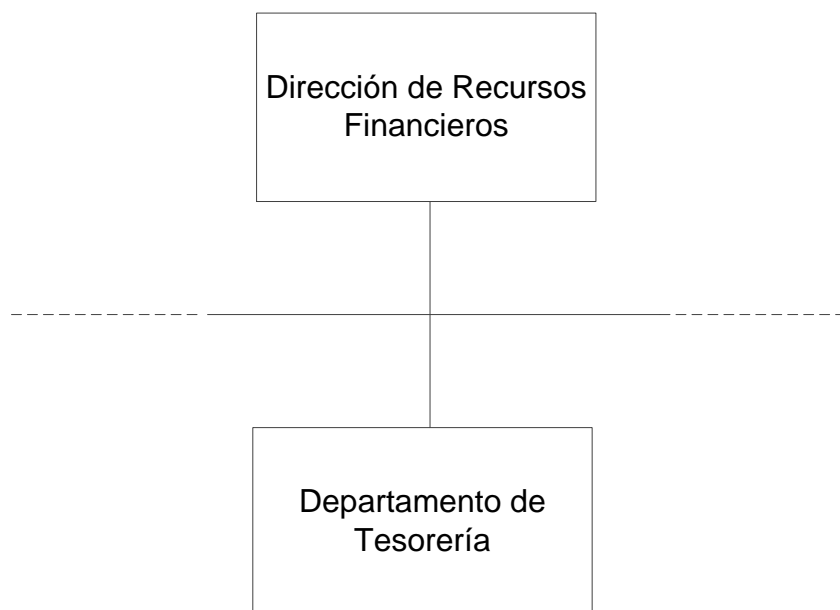 Dirección de Recursos
Financieros
Departamento de
Tesorería